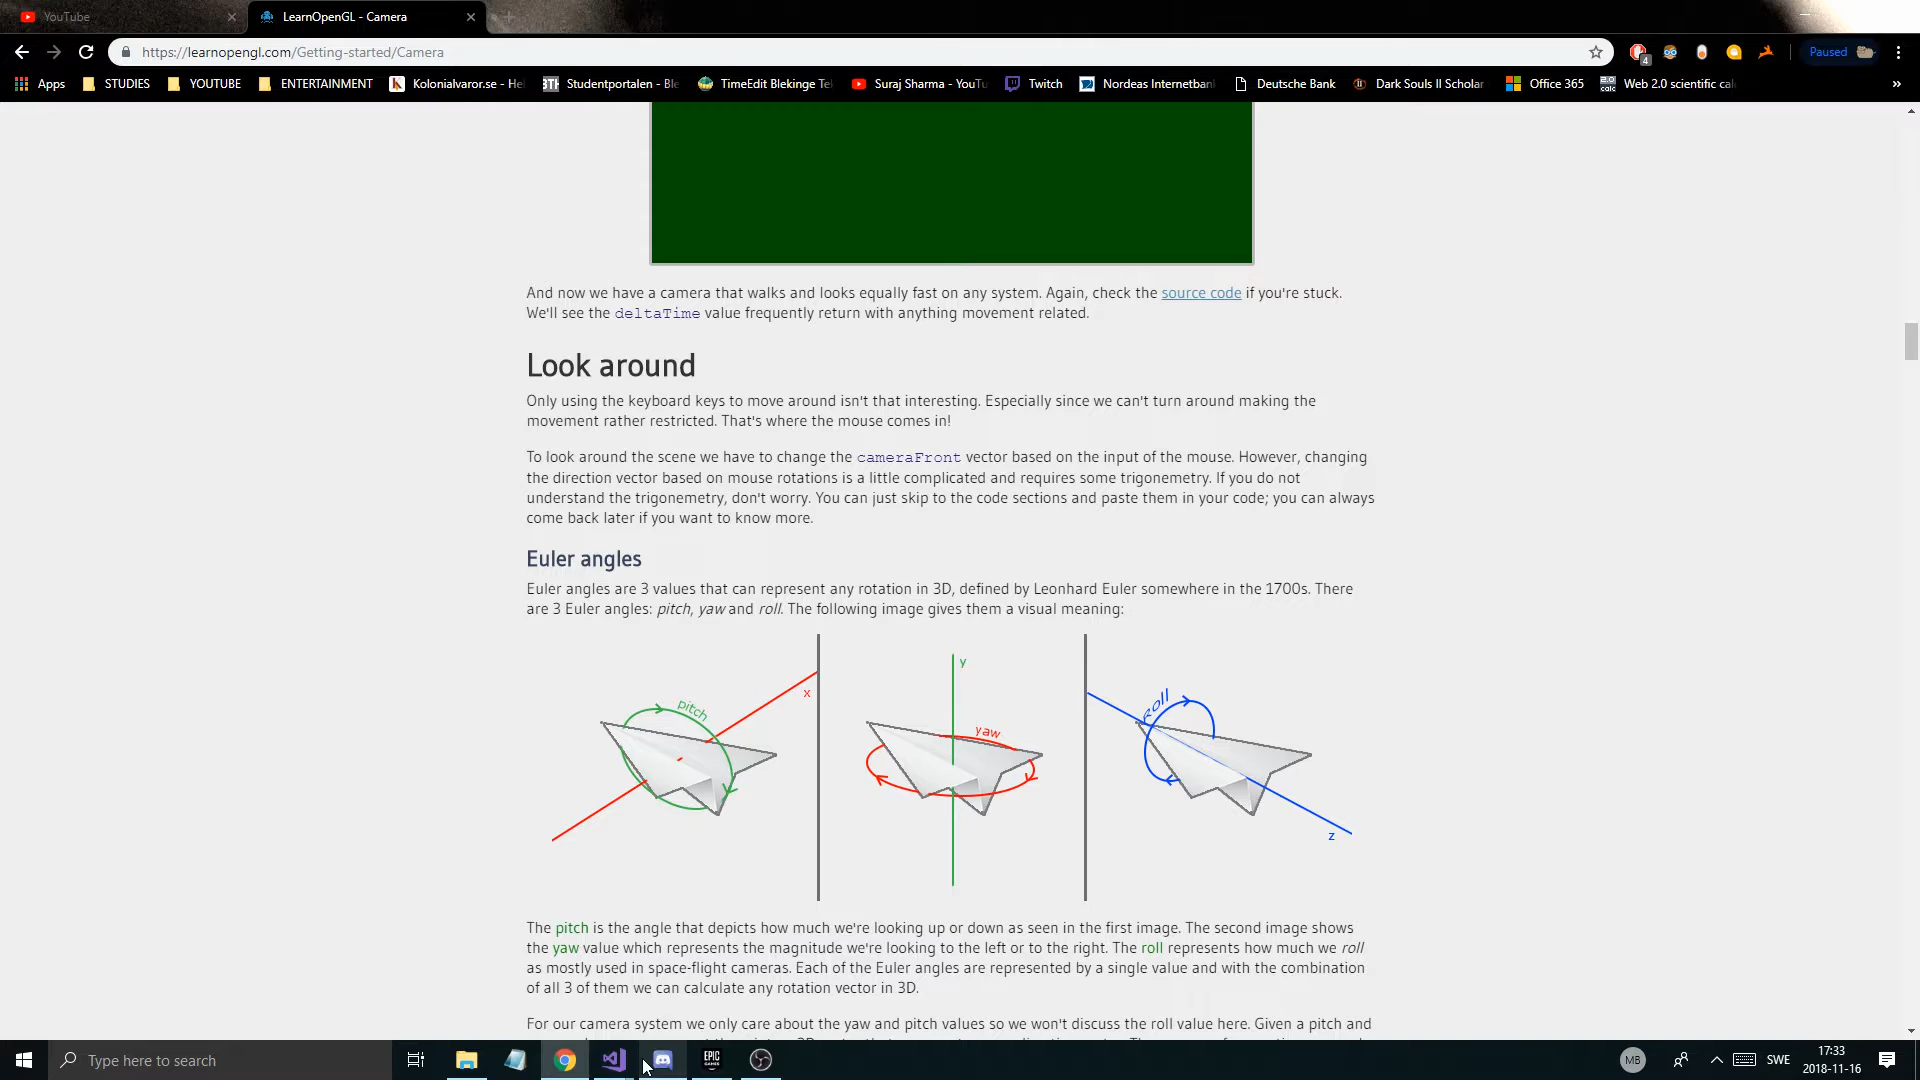 YouTube
LearnOpenGL - Camera
https://learnopengl.com/Getting-started/Camera
4
Paused
Apps
STUDIES
YOUTUBE
ENTERTAINMENT
Kolonialvaror.se - He
Studentportalen - Ble
TimeEdit Blekinge Tek
Suraj Sharma - YouTu
Twitch
Nordeas Internetbank
Deutsche Bank
Dark Souls II Scholar
Office 365
Web 2.0 scientific cal
»
And now we have a camera that walks and looks equally fast on any system. Again, check the source code if you're stuck.
We'll see the deltaTime value frequently return with anything movement related.
Look around
Only using the keyboard keys to move around isn't that interesting. Especially since we can't turn around making the
movement rather restricted. That's where the mouse comes in!
To look around the scene we have to change the cameraFront vector based on the input of the mouse. However, changing
the direction vector based on mouse rotations is a little complicated and requires some trigonemetry. If you do not
understand the trigonemetry, don't worry. You can just skip to the code sections and paste them in your code; you can always
come back later if you want to know more.
Euler angles
Euler angles are 3 values that can represent any rotation in 3D, defined by Leonhard Euler somewhere in the 1700s. There
are 3 Euler angles: pitch, yaw and roll. The following image gives them a visual meaning:
pitch
x
y
yaw
roll
z
The pitch is the angle that depicts how much we're looking up or down as seen in the first image. The second image shows
the yaw value which represents the magnitude we're looking to the left or to the right. The roll represents how much we roll
as mostly used in space-flight cameras. Each of the Euler angles are represented by a single value and with the combination
of all 3 of them we can calculate any rotation vector in 3D.
For our camera system we only care about the yaw and pitch values so we won't discuss the roll value here. Given a pitch and
Type here to search
EPIC
GAMES
MB
SWE
17:33
2018-11-16